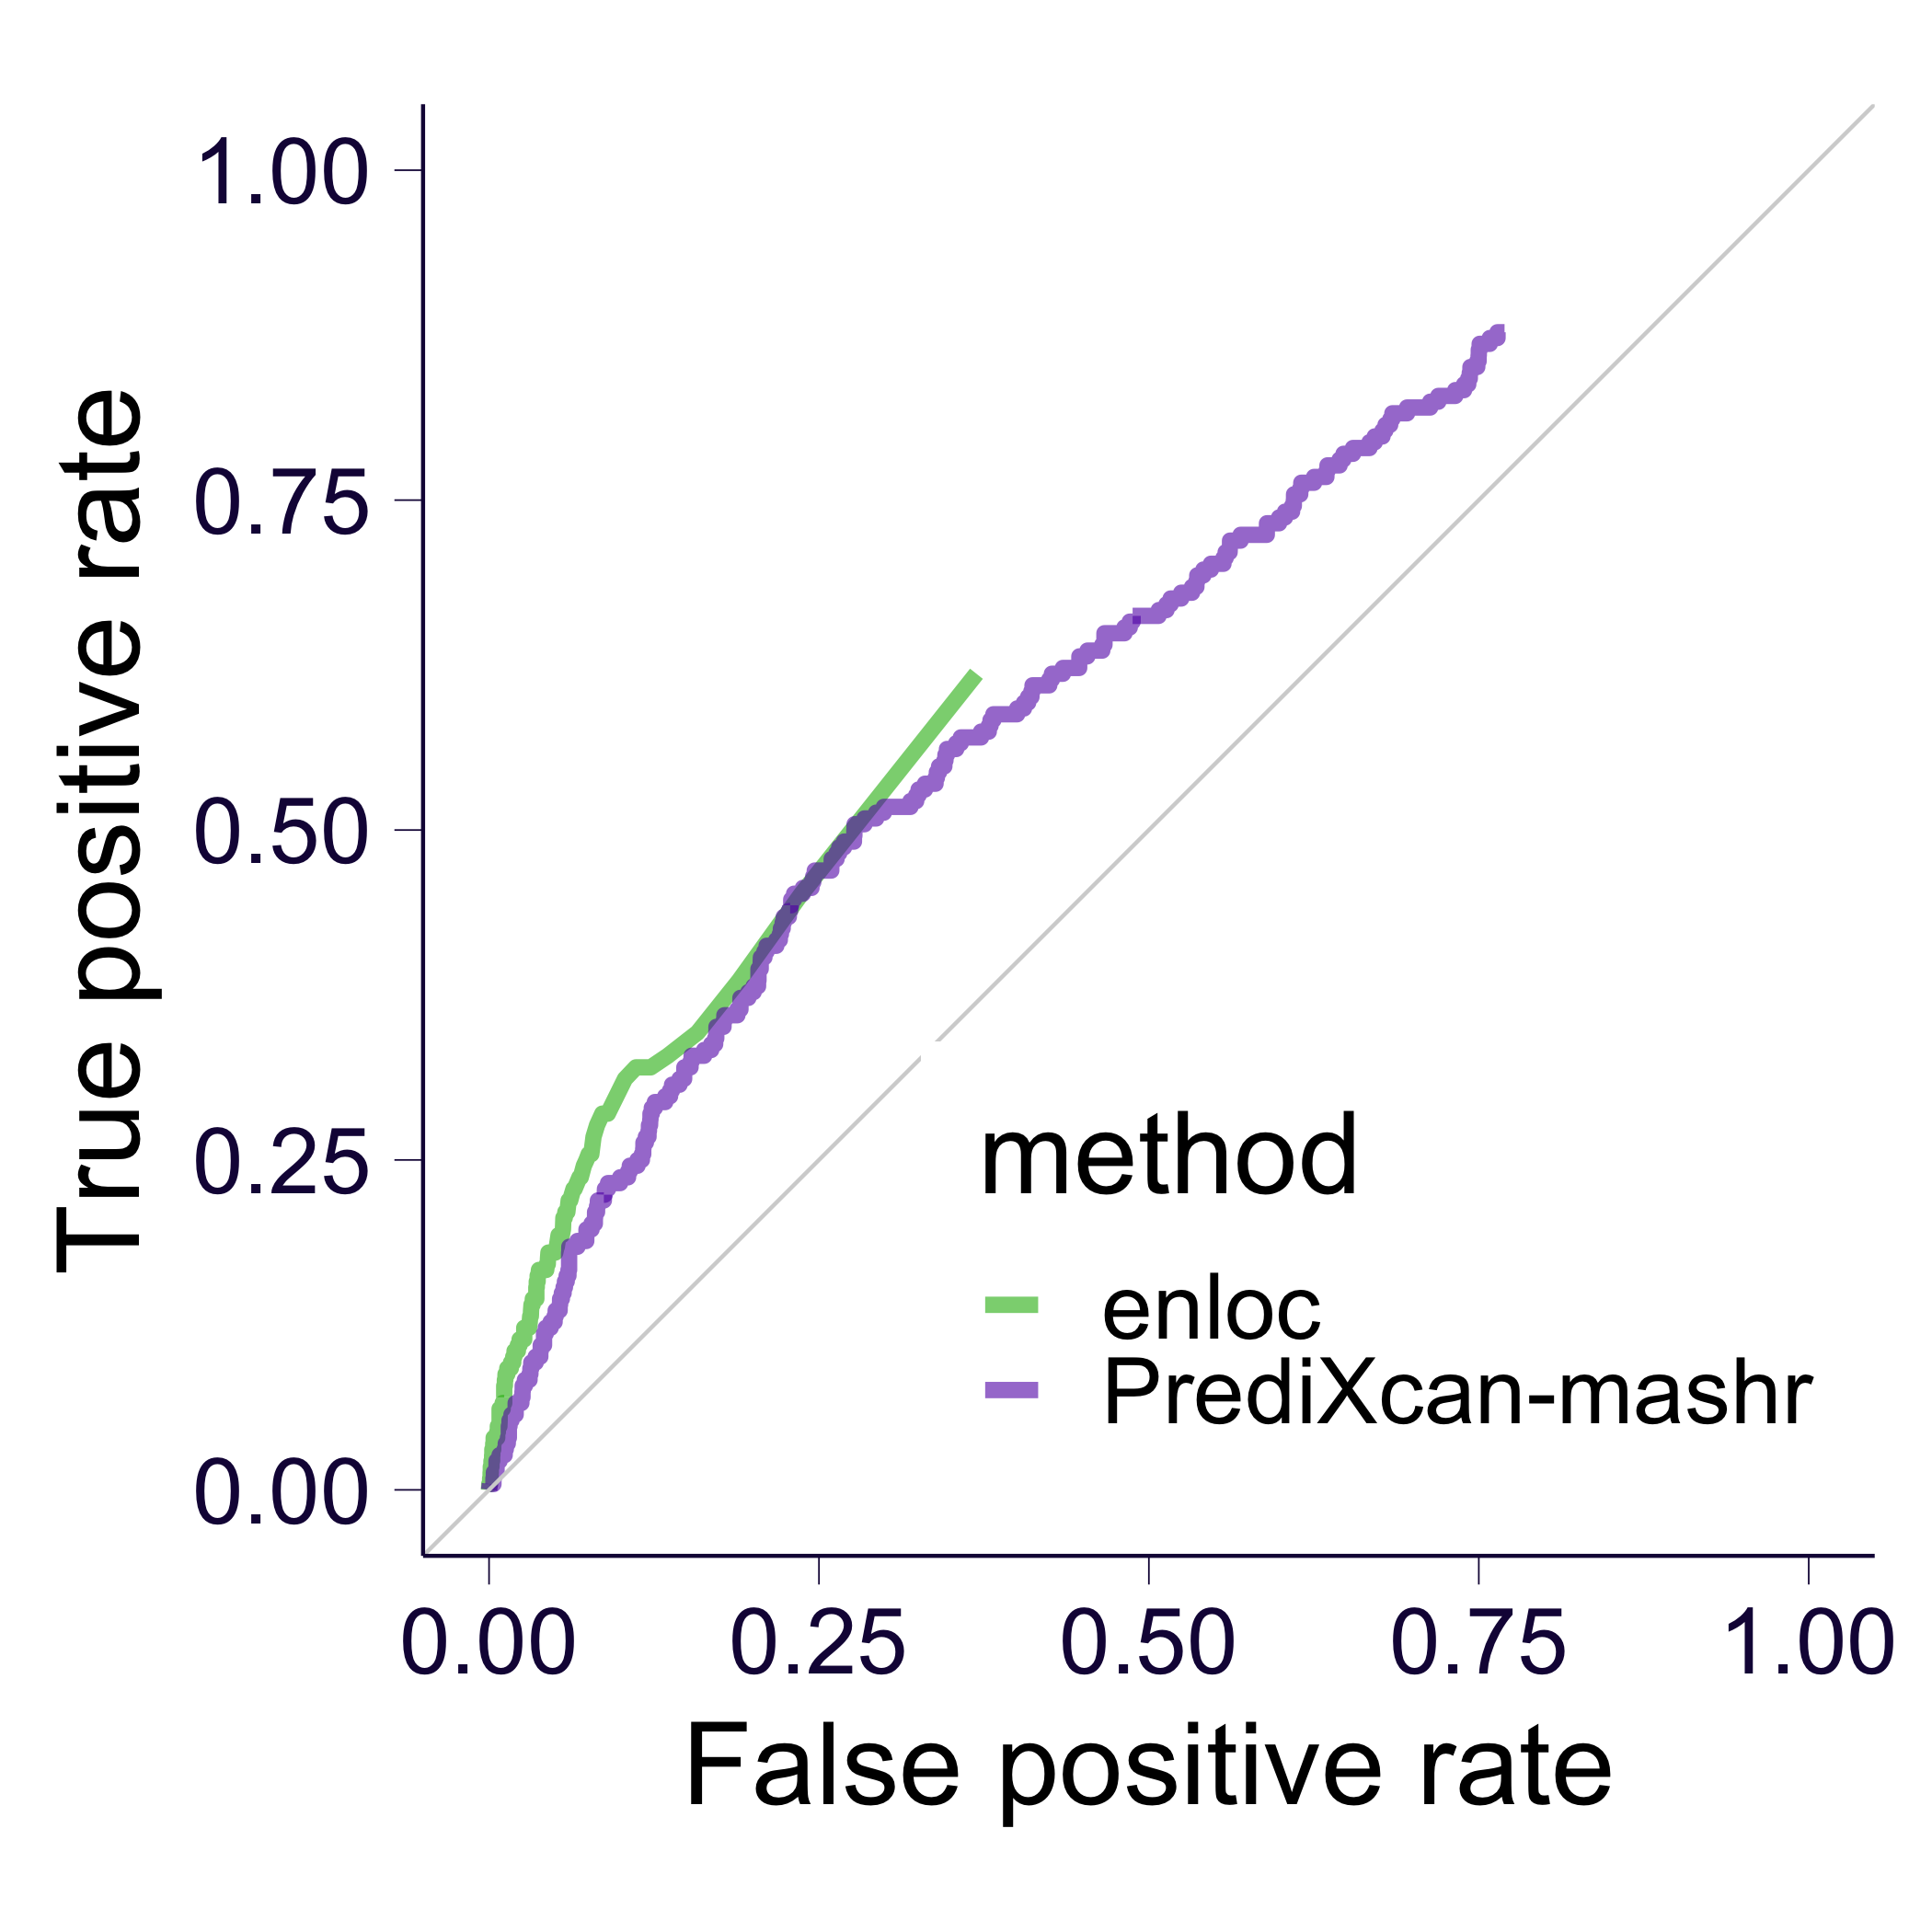 True positive rate
1.00
0.75
0.50
0.25
0.00
method
enloc
PrediXcan-mashr
0.00 0.25 0.50 0.75 1.00
False positive rate